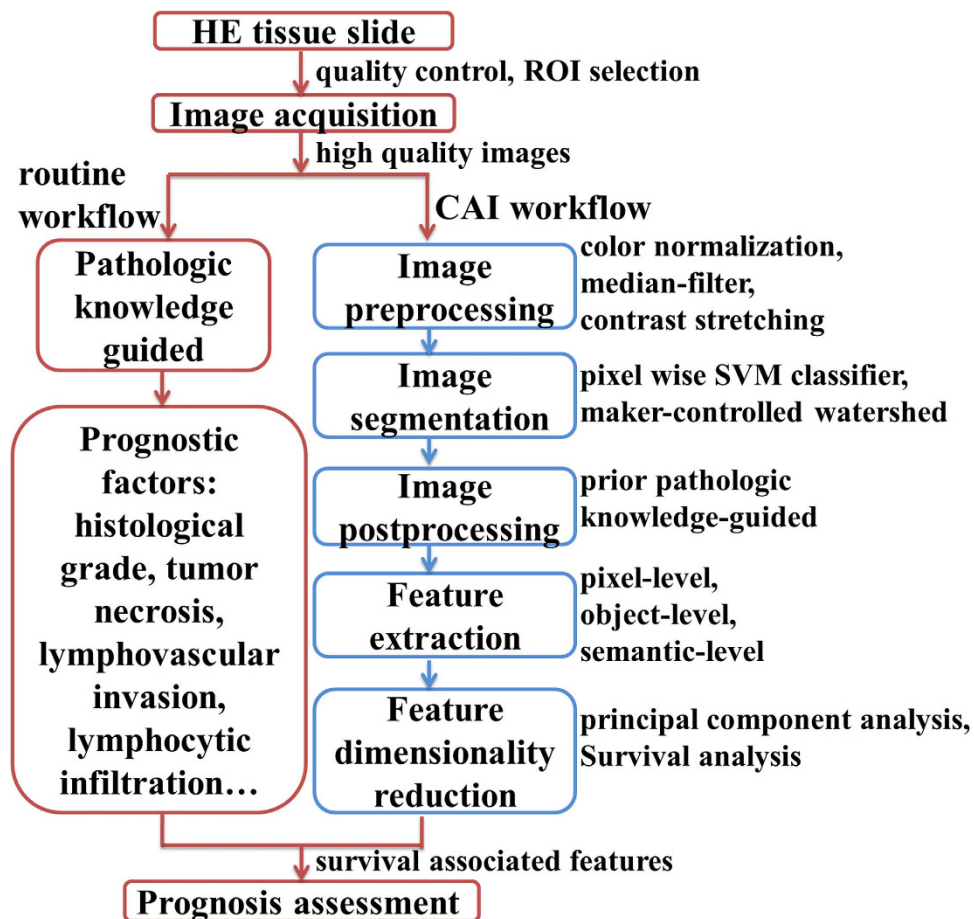 HE tissue slide
quality control, ROI selection
Image acquisition
high quality images
routine
workflow
Pathologic
knowledge
guided
Prognostic
factors:
histological
grade, tumor
necrosis,
lymphovascular
invasion,
lymphocytic
infiltration…
CAI workflow
Image
preprocessing
color normalization,
median-filter,
contrast stretching
Image
segmentation
pixel wise SVM classifier,
maker-controlled watershed
Image
postprocessing
prior pathologic
knowledge-guided
Feature
extraction
pixel-level,
object-level,
semantic-level
Feature
dimensionality
reduction
principal component analysis,
Survival analysis
survival associated features
Prognosis assessment